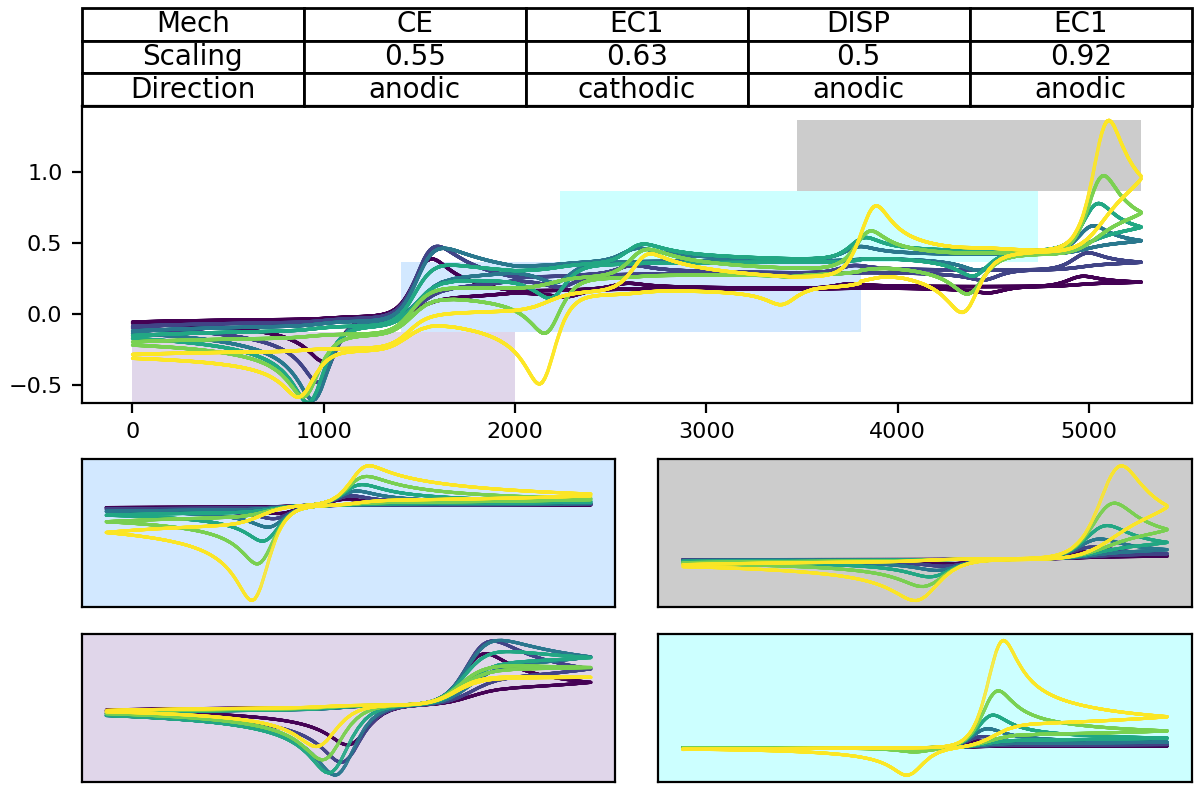 Mech CE EC1 DISP EC1
Scaling 0.55 0.63 0.5 0.92
Direction anodic cathodic anodic anodic
1.0
0.5
0.0
−0.5
0 1000 2000 3000 4000 5000